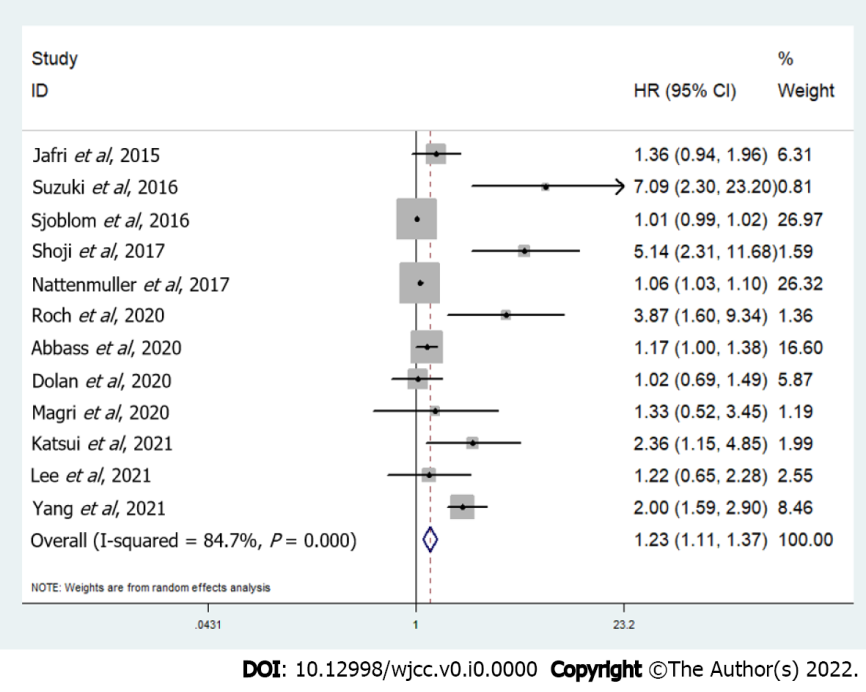 Study %
ID HR (95% CI) Weight
Jafri et al, 2015 1.36 (0.94, 1.96) 6.31
Suzuki et al, 2016 7.09 (2.30, 23.20)0.81
Sjoblom et al, 2016 1.01 (0.99, 1.02) 26.97
Shoji et al, 2017 5.14 (2.31, 11.68)1.59
Nattenmuller et al, 2017 1.06 (1.03, 1.10) 26.32
Roch et al, 2020 3.87 (1.60, 9.34) 1.36
Abbass et al, 2020 1.17 (1.00, 1.38) 16.60
Dolan et al, 2020 1.02 (0.69, 1.49) 5.87
Magri et al, 2020 1.33 (0.52, 3.45) 1.19
Katsui et al, 2021 2.36 (1.15, 4.85) 1.99
Lee et al, 2021 1.22 (0.65, 2.28) 2.55
Yang et al, 2021 2.00 (1.59, 2.90) 8.46
Overall (I-squared = 84.7%, P = 0.000) 1.23 (1.11, 1.37) 100.00
NOTE: Weights are from random effects analysis
.0431 1 23.2
DOI: 10.12998/wjcc.v0.i0.0000 Copyright ©The Author(s) 2022.